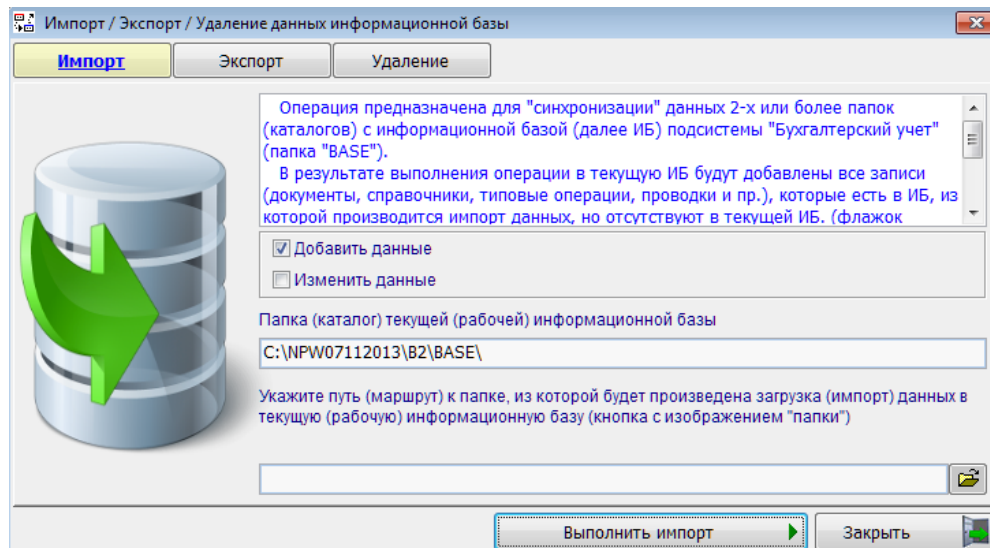 Импорт / Экспорт / Удаление данных информационной базы
Импорт
Экспорт
Удаление
Операция предназначена для "синхронизации" данных 2-х или более папок
(каталогов) с информационной базой (далее ИБ) подсистемы "Бухгалтерский учет"
(папка "BASE").
В результате выполнения операции в текущую ИБ будут добавлены все записи
(документы, справочники, типовые операции, проводки и пр.), которые есть в ИБ, из
которой производится импорт данных, но отсутствуют в текущей ИБ. (флажок
Добавить данные
Изменить данные
Папка (каталог) текущей (рабочей) информационной базы
C:\NPW07112013\B2\BASE\
Укажите путь (маршрут) к папке, из которой будет произведена загрузка (импорт) данных в
текущую (рабочую) информационную базу (кнопка с изображением "папки")
Выполнить импорт
Закрыть